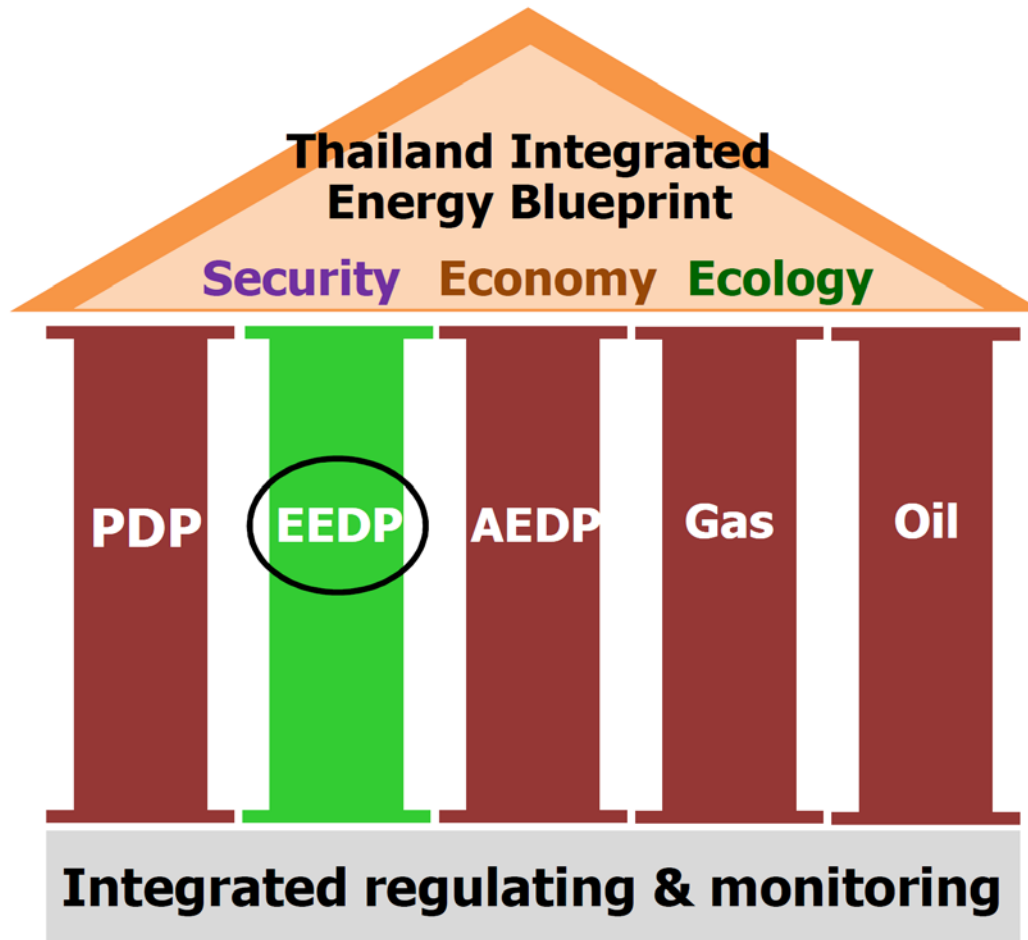 Thailand Integrated
Energy Blueprint
Security Economy Ecology
PDP EEDP AEDP Gas Oil
Integrated regulating & monitoring